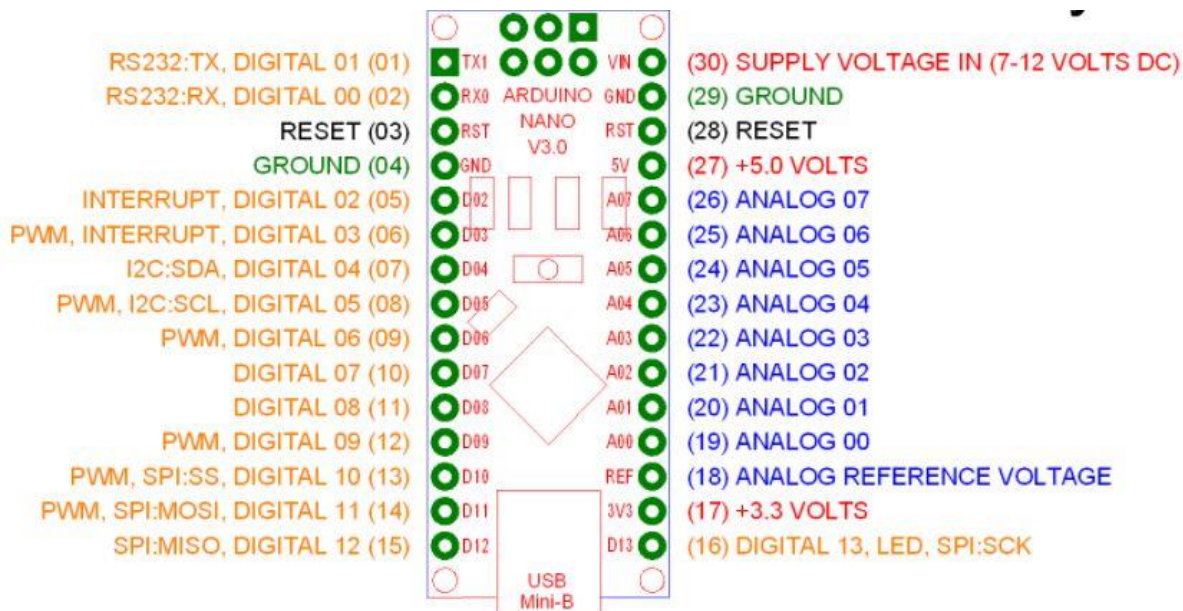 RS232:TX, DIGITAL 01 (01) TX1 VIN (30) SUPPLY VOLTAGE IN (7-12 VOLTS DC)
RS232:RX, DIGITAL 00 (02) RX0 ARDUINO GND (29) GROUND
RESET (03) RST NANO RST (28) RESET
V3.0
GROUND (04) GND 5V (27) +5.0 VOLTS
INTERRUPT, DIGITAL 02 (05) D02 A07 (26) ANALOG 07
PWM, INTERRUPT, DIGITAL 03 (06) D03 A06 (25) ANALOG 06
I2C:SDA, DIGITAL 04 (07) D04 A05 (24) ANALOG 05
PWM, I2C:SCL, DIGITAL 05 (08) D05 A04 (23) ANALOG 04
PWM, DIGITAL 06 (09) D06 A03 (22) ANALOG 03
DIGITAL 07 (10) D07 A02 (21) ANALOG 02
DIGITAL 08 (11) D08 A01 (20) ANALOG 01
PWM, DIGITAL 09 (12) D09 A00 (19) ANALOG 00
PWM, SPI:SS, DIGITAL 10 (13) D10 REF (18) ANALOG REFERENCE VOLTAGE
PWM, SPI:MOSI, DIGITAL 11 (14) D11 3V3 (17) +3.3 VOLTS
SPI:MISO, DIGITAL 12 (15) D12 D13 (16) DIGITAL 13, LED, SPI:SCK
USB
Mini-B